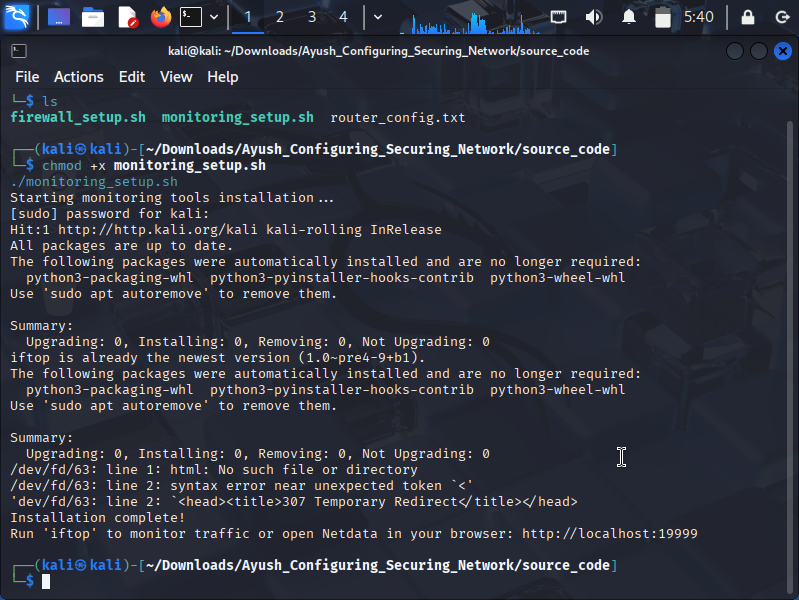 1 2 3 4 5:40
kali@kali: ~/Downloads/Ayush_Configuring_Securing_Network/source_code
File Actions Edit View Help
└─$ ls
firewall_setup.sh monitoring_setup.sh router_config.txt
┌──(kali㉿kali)-[~/Downloads/Ayush_Configuring_Securing_Network/source_code]
└─$ chmod +x monitoring_setup.sh
./monitoring_setup.sh
Starting monitoring tools installation...
[sudo] password for kali:
Hit:1 http://http.kali.org/kali kali-rolling InRelease
All packages are up to date.
The following packages were automatically installed and are no longer required:
python3-packaging-whl python3-pyinstaller-hooks-contrib python3-wheel-whl
Use 'sudo apt autoremove' to remove them.
Summary:
Upgrading: 0, Installing: 0, Removing: 0, Not Upgrading: 0
iftop is already the newest version (1.0~pre4-9+b1).
The following packages were automatically installed and are no longer required:
python3-packaging-whl python3-pyinstaller-hooks-contrib python3-wheel-whl
Use 'sudo apt autoremove' to remove them.
Summary:
Upgrading: 0, Installing: 0, Removing: 0, Not Upgrading: 0
/dev/fd/63: line 1: html: No such file or directory
/dev/fd/63: line 2: syntax error near unexpected token `<'
'dev/fd/63: line 2: `<head><title>307 Temporary Redirect</title></head>
Installation complete!
Run 'iftop' to monitor traffic or open Netdata in your browser: http://localhost:19999
┌──(kali㉿kali)-[~/Downloads/Ayush_Configuring_Securing_Network/source_code]
└─$